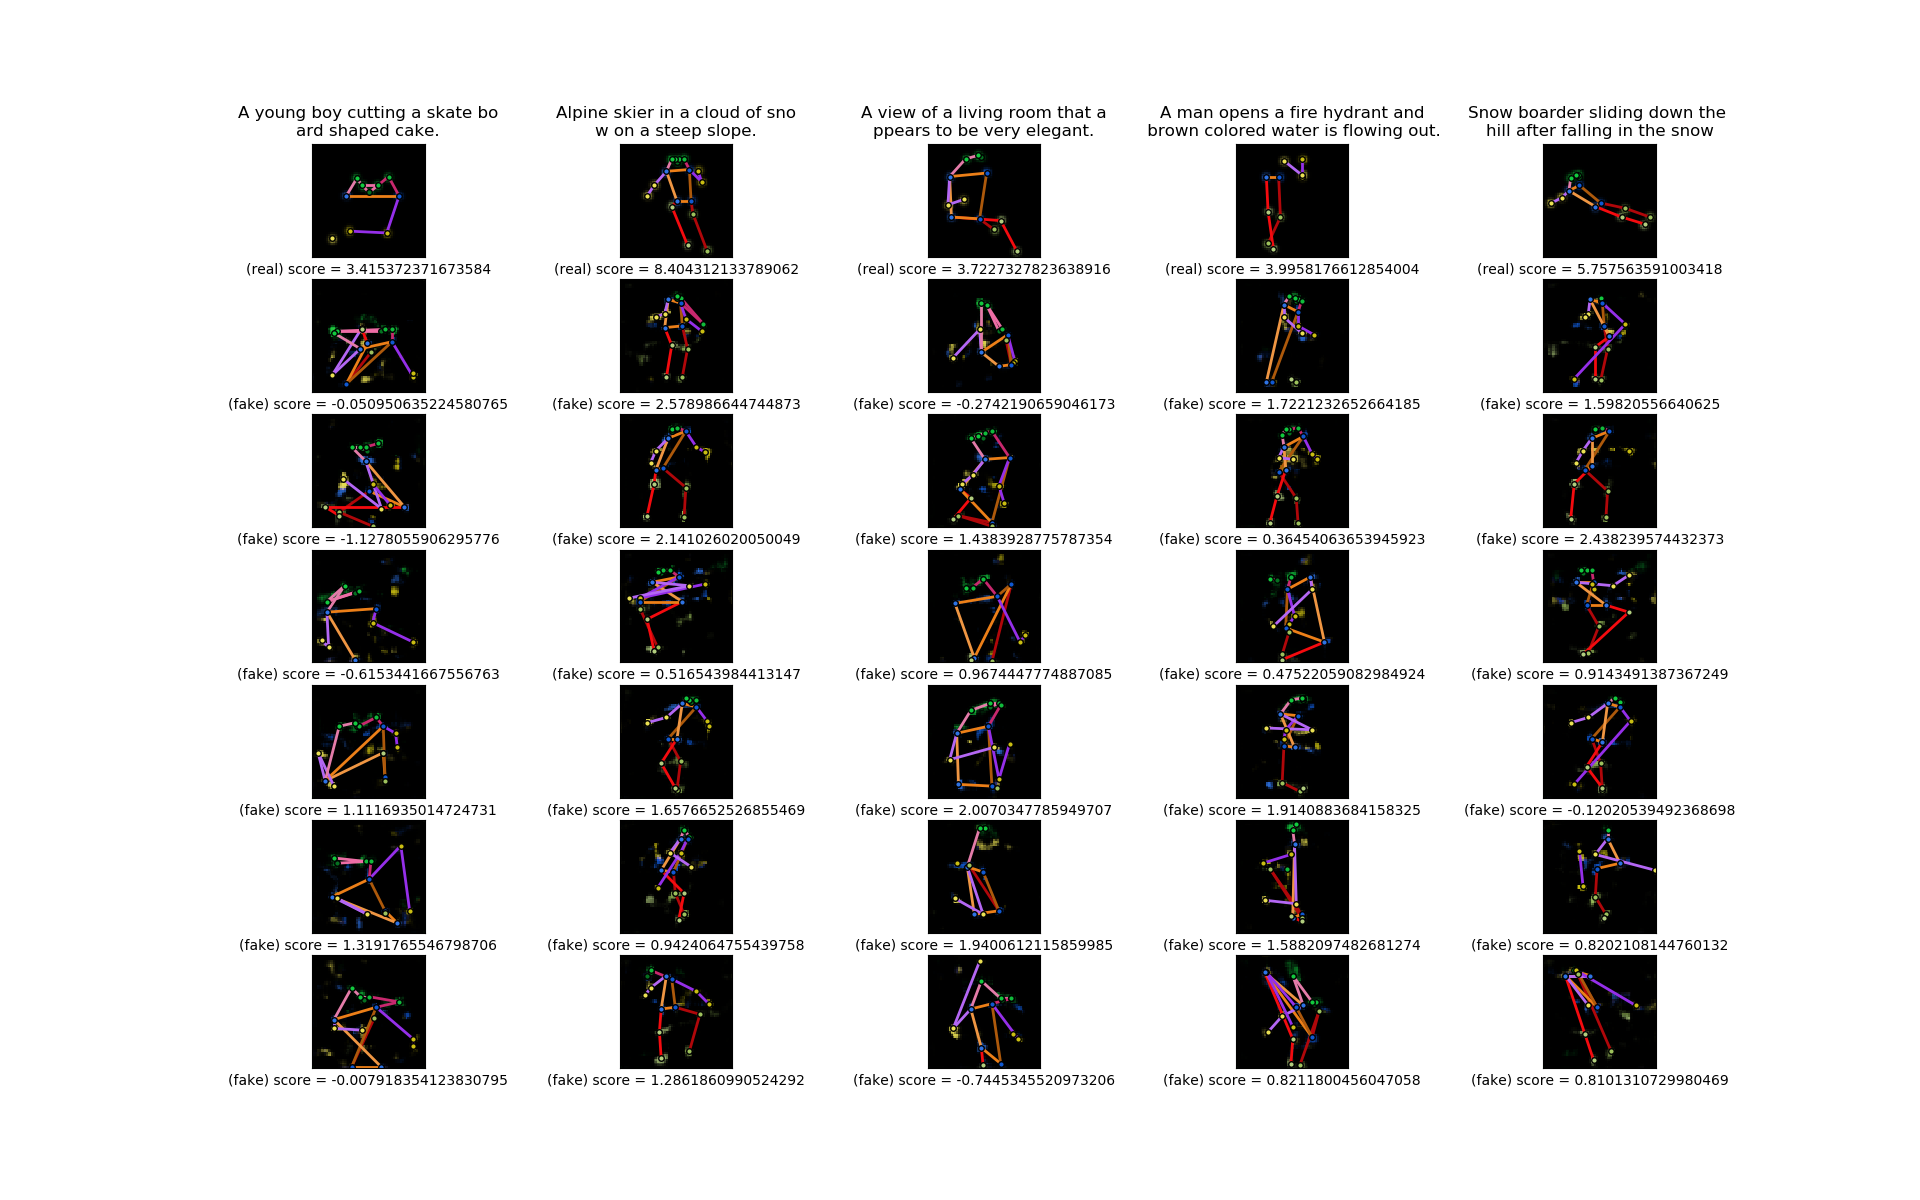 A young boy cutting a skate bo
ard shaped cake.
Alpine skier in a cloud of sno
w on a steep slope.
A view of a living room that a
ppears to be very elegant.
A man opens a fire hydrant and
brown colored water is flowing out.
Snow boarder sliding down the
hill after falling in the snow
(real) score = 3.415372371673584
(real) score = 8.404312133789062
(real) score = 3.7227327823638916
(real) score = 3.9958176612854004
(real) score = 5.757563591003418
(fake) score = -0.050950635224580765
(fake) score = 2.578986644744873
(fake) score = -0.2742190659046173
(fake) score = 1.7221232652664185
(fake) score = 1.59820556640625
(fake) score = -1.1278055906295776
(fake) score = 2.141026020050049
(fake) score = 1.4383928775787354
(fake) score = 0.36454063653945923
(fake) score = 2.438239574432373
(fake) score = -0.6153441667556763
(fake) score = 0.516543984413147
(fake) score = 0.9674447774887085
(fake) score = 0.47522059082984924
(fake) score = 0.9143491387367249
(fake) score = 1.1116935014724731
(fake) score = 1.6576652526855469
(fake) score = 2.0070347785949707
(fake) score = 1.9140883684158325
(fake) score = -0.12020539492368698
(fake) score = 1.3191765546798706
(fake) score = 0.9424064755439758
(fake) score = 1.9400612115859985
(fake) score = 1.5882097482681274
(fake) score = 0.8202108144760132
(fake) score = -0.007918354123830795
(fake) score = 1.2861860990524292
(fake) score = -0.7445345520973206
(fake) score = 0.8211800456047058
(fake) score = 0.8101310729980469